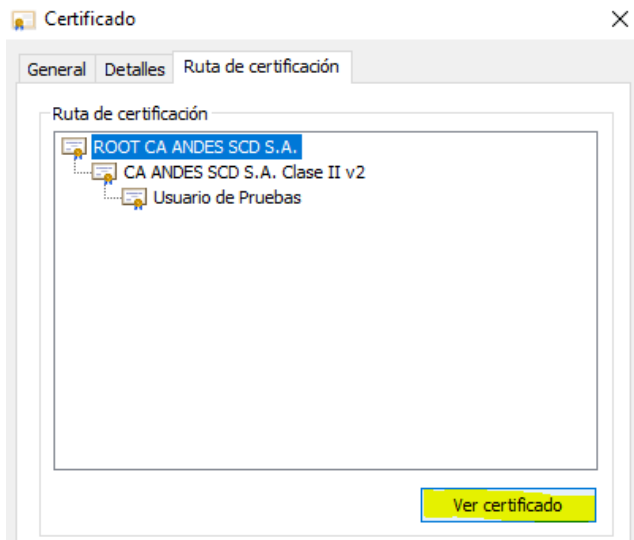 Certificado
General Detalles Ruta de certificación
Ruta de certificación
ROOT CA ANDES SCD S.A.
CA ANDES SCD S.A. Clase II v2
Usuario de Pruebas
Ver certificado